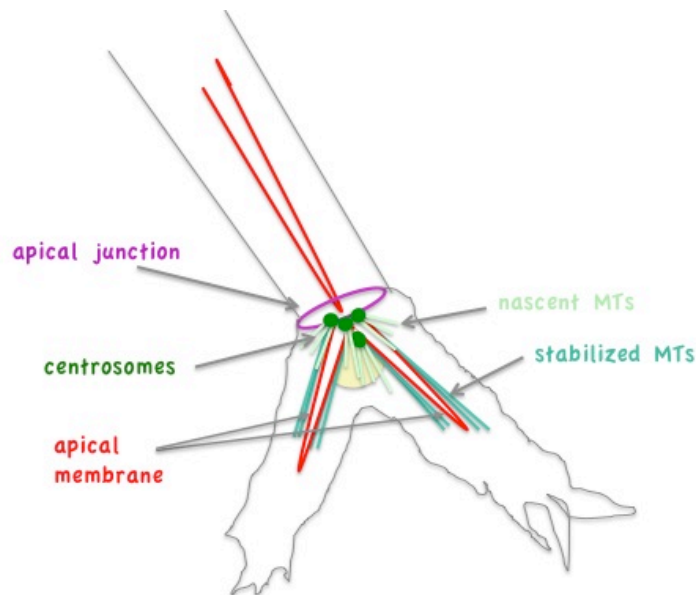 apical junction
nascent MTs
stabilized MTs
centrosomes
apical
membrane